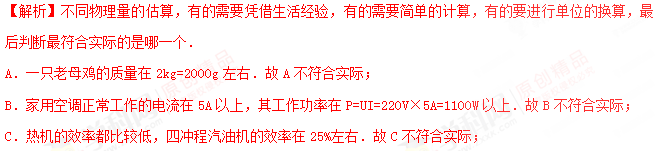 【解析】不同物理量的估算，有的需要凭借生活经验，有的需要简单的计算，有的要进行单位的换算，最
后判断最符合实际的是哪一个．
A．一只老母鸡的质量在 2kg=2000g 左右．故 A 不符合实际；
B．家用空调正常工作的电流在 5A 以上，其工作功率在 P=UI=220V×5A=1100W 以上．故 B 不符合实际；
C．热机的效率都比较低，四冲程汽油机的效率在 25%左右．故 C 不符合实际；